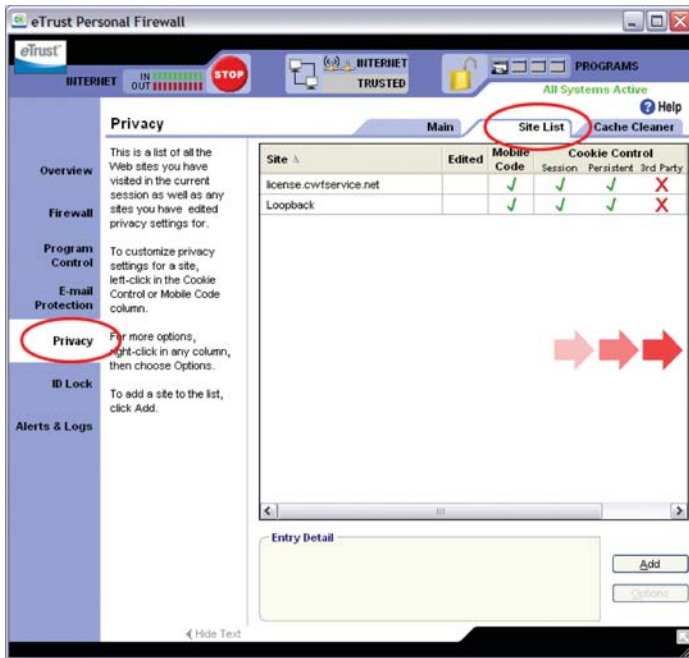 eTrust Personal Firewall
eTrust
INTERNET
IN
OUT
STOP
INTERNET
TRUSTED
PROGRAMS
All Systems Active
Help
Privacy
Main
Site List
Cache Cleaner
Overview
Firewall
Program
Control
E-mail
Protection
Privacy
ID Lock
Alerts & Logs
This is a list of all the
Web sites you have
visited in the current
session as well as any
sites you have edited
privacy settings for.
To customize privacy
settings for a site,
left-click in the Cookie
Control or Mobile Code
column.
For more options,
right-click in any column,
then choose Options.
To add a site to the list,
click Add.
Site
Edited
Mobile
Code
Cookie Control
Session Persistent 3rd Party
license.cwfservice.net
Loopback
Entry Detail
Add
Options
Hide Text